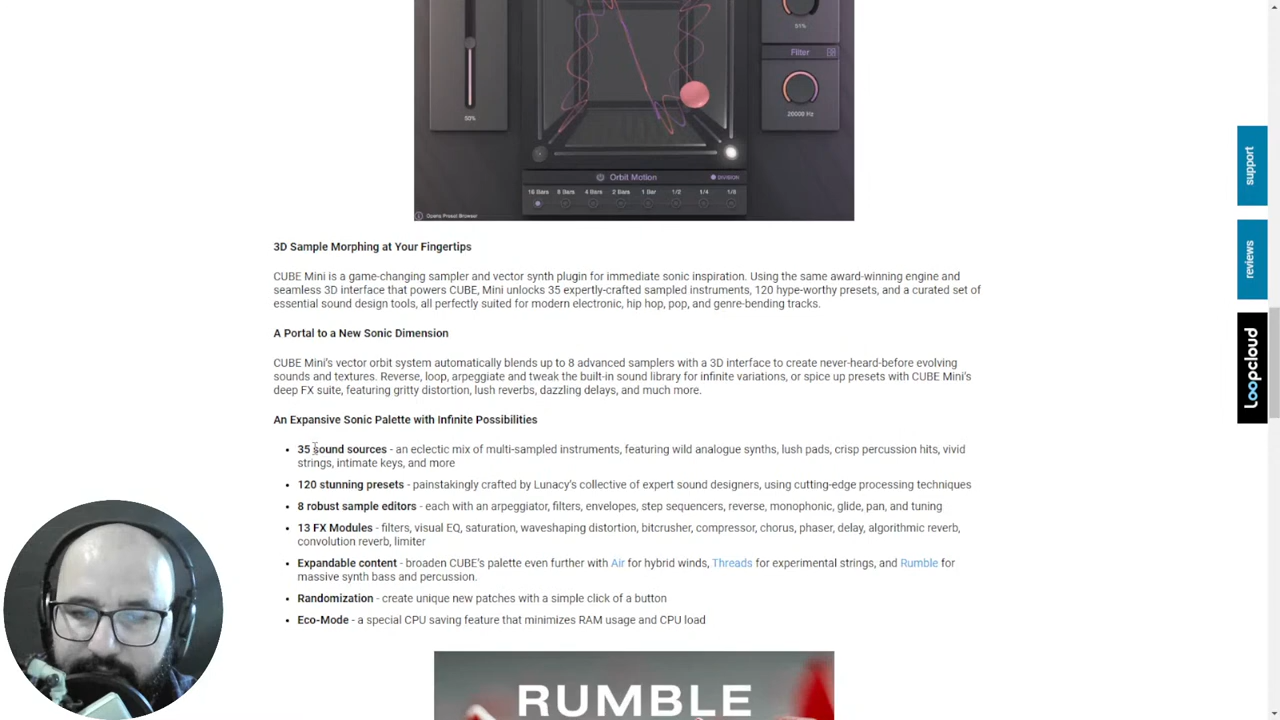 51%
Filter
20000 Hz
50%
Orbit Motion
DIVISION
16 Bars 8 Bars 4 Bars 2 Bars 1 Bar 1/2 1/4 1/8
support
reviews
loopcloud
3D Sample Morphing at Your Fingertips
CUBE Mini is a game-changing sampler and vector synth plugin for immediate sonic inspiration. Using the same award-winning engine and
seamless 3D interface that powers CUBE, Mini unlocks 35 expertly-crafted sampled instruments, 120 hype-worthy presets, and a curated set of
essential sound design tools, all perfectly suited for modern electronic, hip hop, pop, and genre-bending tracks.
A Portal to a New Sonic Dimension
CUBE Mini's vector orbit system automatically blends up to 8 advanced samplers with a 3D interface to create never-heard-before evolving
sounds and textures. Reverse, loop, arpeggiate and tweak the built-in sound library for infinite variations, or spice up presets with CUBE Mini's
deep FX suite, featuring gritty distortion, lush reverbs, dazzling delays, and much more.
An Expansive Sonic Palette with Infinite Possibilities
• 35 sound sources - an eclectic mix of multi-sampled instruments, featuring wild analogue synths, lush pads, crisp percussion hits, vivid
strings, intimate keys, and more
• 120 stunning presets - painstakingly crafted by Lunacy's collective of expert sound designers, using cutting-edge processing techniques
• 8 robust sample editors - each with an arpeggiator, filters, envelopes, step sequencers, reverse, monophonic, glide, pan, and tuning
• 13 FX Modules - filters, visual EQ, saturation, waveshaping distortion, bitcrusher, compressor, chorus, phaser, delay, algorithmic reverb,
convolution reverb, limiter
• Expandable content - broaden CUBE's palette even further with Air for hybrid winds, Threads for experimental strings, and Rumble for
massive synth bass and percussion.
• Randomization - create unique new patches with a simple click of a button
• Eco-Mode - a special CPU saving feature that minimizes RAM usage and CPU load
RUMBLE